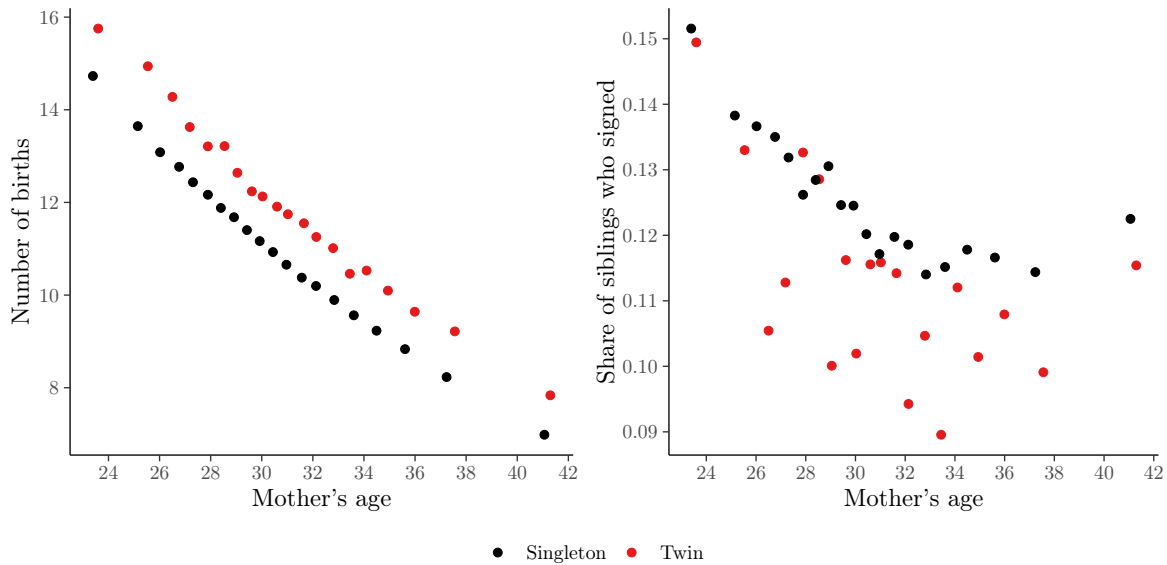 16
14
12
10
8
Number of births
24 26 28 30 32 34 36 38 40 42
Mother's age
0.15
0.14
0.13
0.12
0.11
0.10
0.09
Share of siblings who signed
24 26 28 30 32 34 36 38 40 42
Mother's age
Singleton Twin